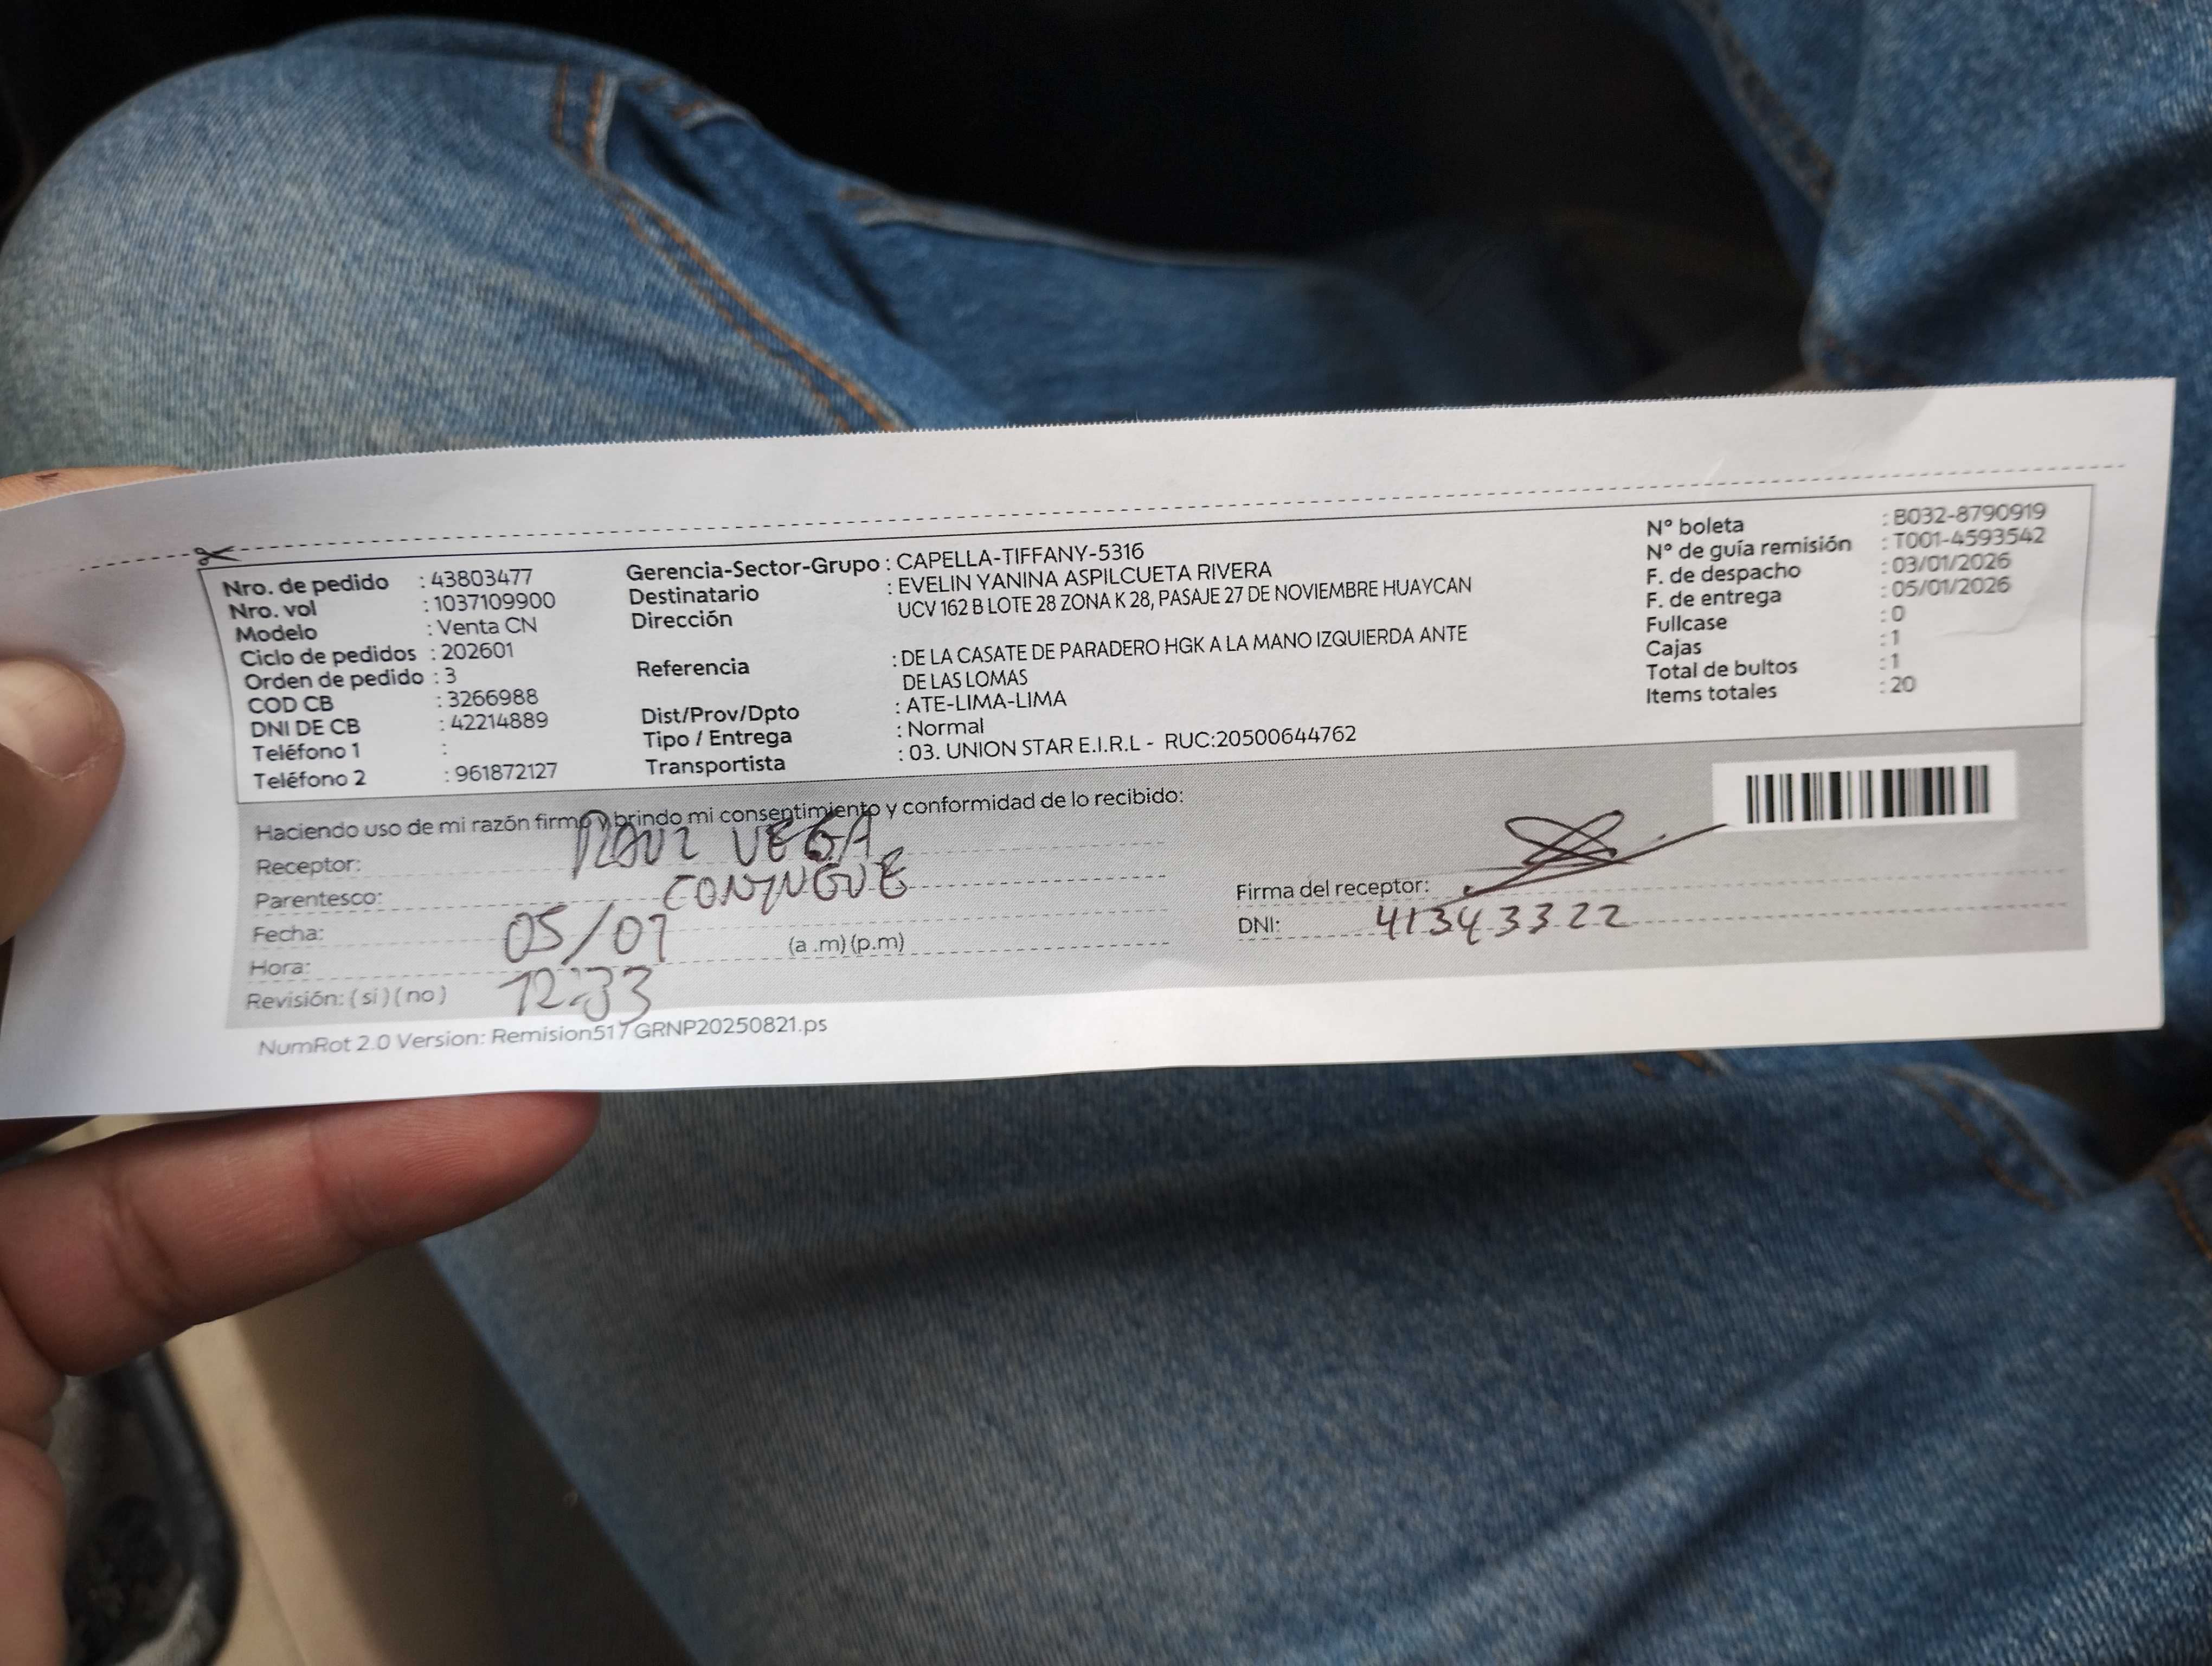 Nro. de pedido : 43803477
Nro. vol : 1037109900
Modelo : Venta CN
Ciclo de pedidos : 202601
Orden de pedido : 3
COD CB : 3266988
DNI DE CB : 42214889
Teléfono 1 :
Teléfono 2 : 961872127
Gerencia-Sector-Grupo : CAPELLA-TIFFANY-5316
Destinatario : EVELIN YANINA ASPILCUETA RIVERA
Dirección UCV 162 B LOTE 28 ZONA K 28, PASAJE 27 DE NOVIEMBRE HUAYCAN
Referencia : DE LA CASATE DE PARADERO HGK A LA MANO IZQUIERDA ANTE
DE LAS LOMAS
Dist/Prov/Dpto : ATE-LIMA-LIMA
Tipo / Entrega : Normal
Transportista : 03. UNION STAR E.I.R.L - RUC:20500644762
N° boleta : B032-8790919
N° de guía remisión : T001-4593542
F. de despacho : 03/01/2026
F. de entrega : 05/01/2026
Fullcase : 0
Cajas : 1
Total de bultos : 1
Items totales : 20
Haciendo uso de mi razón firmo y brindo mi consentimiento y conformidad de lo recibido:
Receptor: VEGA
Parentesco: CONYNGUE
Fecha: 05/01
Hora: 12:33 (a .m) (p.m)
Revisión: ( si ) ( no )
Firma del receptor:
DNI: 41343322
NumRot 2.0 Version: Remision517GRNP20250821.ps